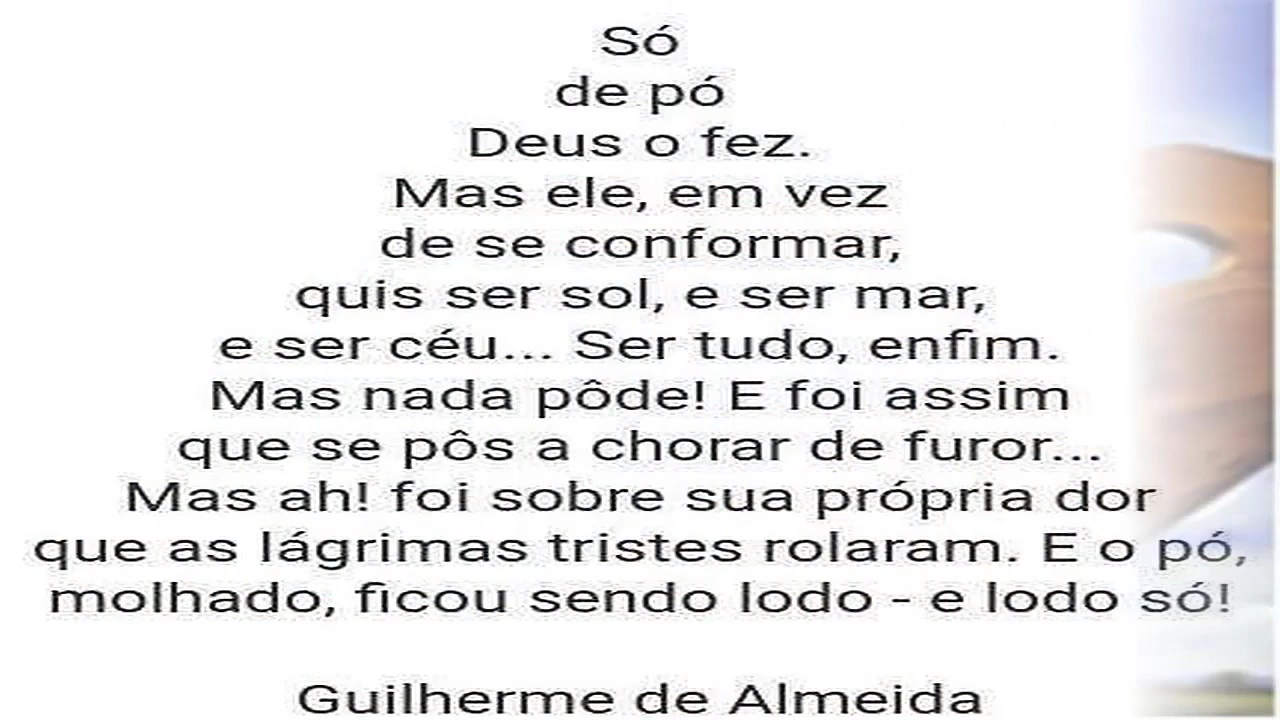 Só
de pó
Deus o fez.
Mas ele, em vez
de se conformar,
quis ser sol, e ser mar,
e ser céu... Ser tudo, enfim.
Mas nada pôde! E foi assim
que se pôs a chorar de furor...
Mas ah! foi sobre sua própria dor
que as lágrimas tristes rolaram. E o pó,
molhado, ficou sendo lodo - e lodo só!
Guilherme de Almeida